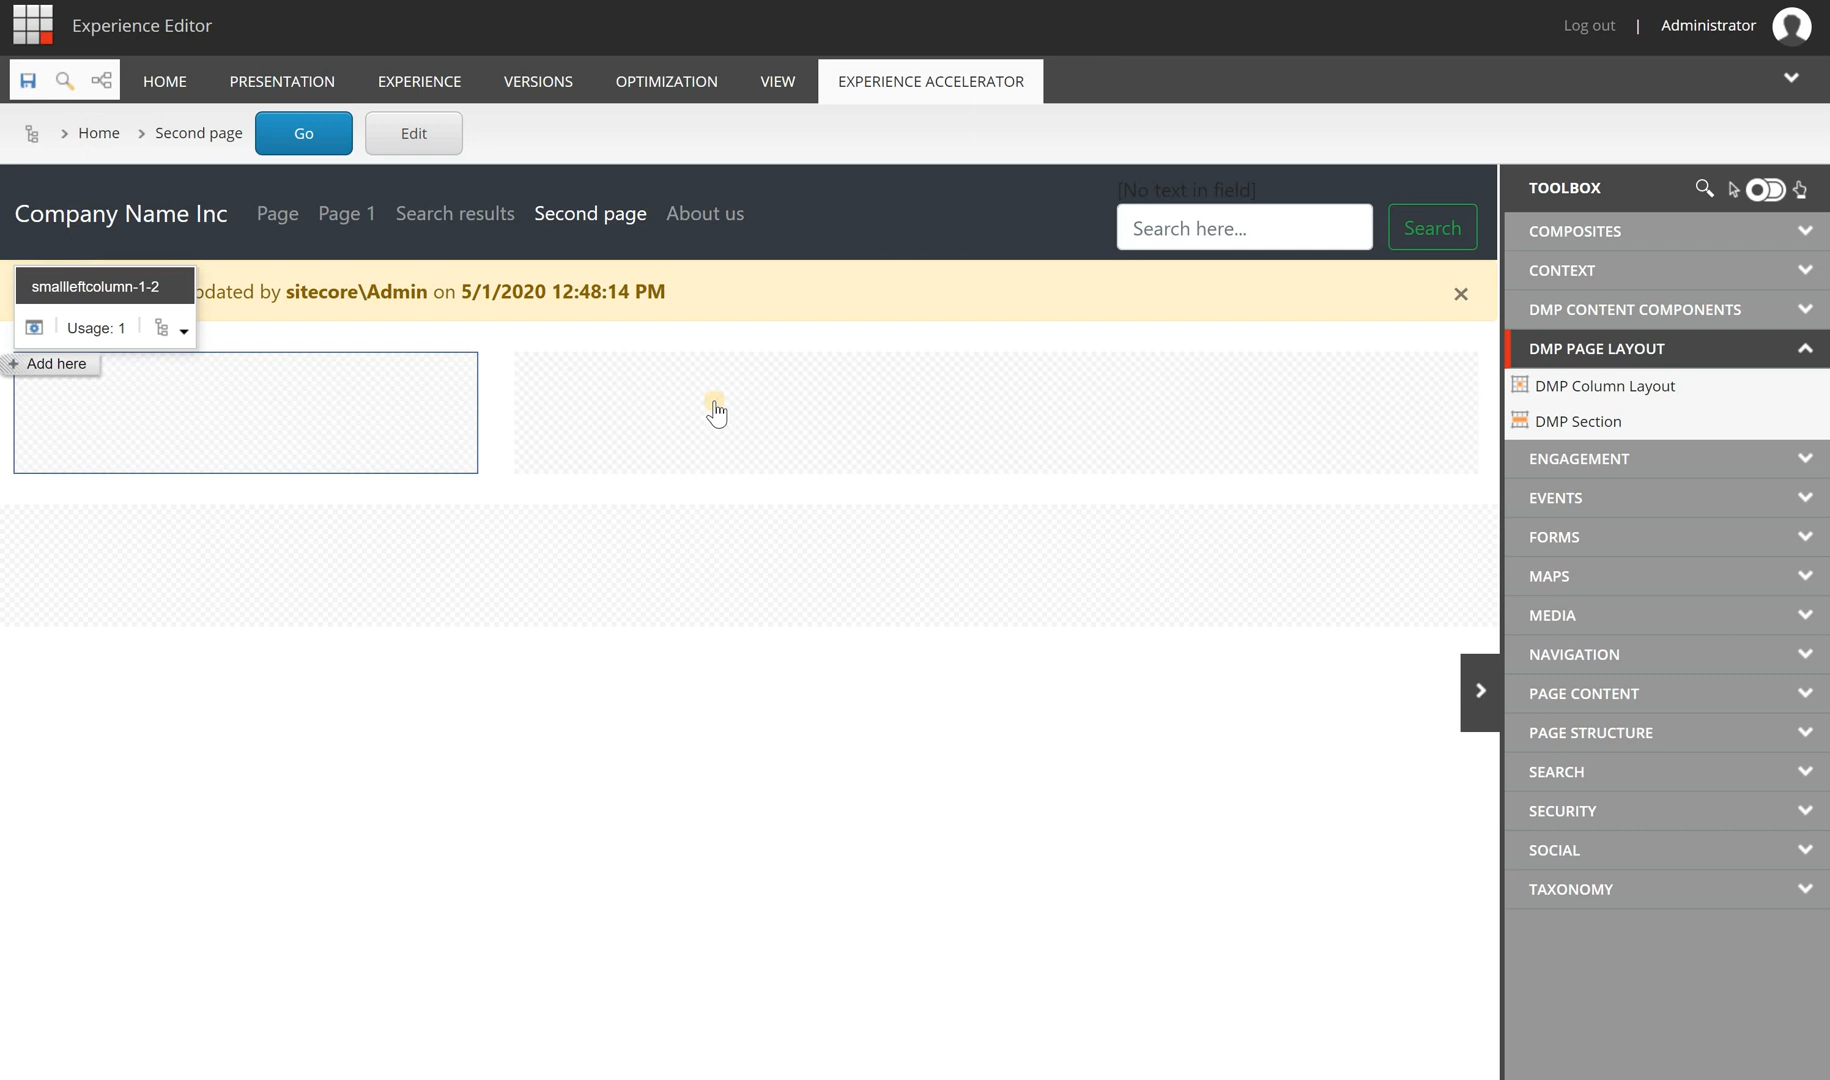 Experience Editor
Log out | Administrator
HOME PRESENTATION EXPERIENCE VERSIONS OPTIMIZATION VIEW EXPERIENCE ACCELERATOR
Home > Second page Go Edit
[No text in field]
Company Name Inc Page Page 1 Search results Second page About us Search here... Search
smallleftcolumn-1-2
pdated by sitecore\Admin on 5/1/2020 12:48:14 PM
Usage: 1
+ Add here
TOOLBOX
COMPOSITES
CONTEXT
DMP CONTENT COMPONENTS
DMP PAGE LAYOUT
DMP Column Layout
DMP Section
ENGAGEMENT
EVENTS
FORMS
MAPS
MEDIA
NAVIGATION
PAGE CONTENT
PAGE STRUCTURE
SEARCH
SECURITY
SOCIAL
TAXONOMY